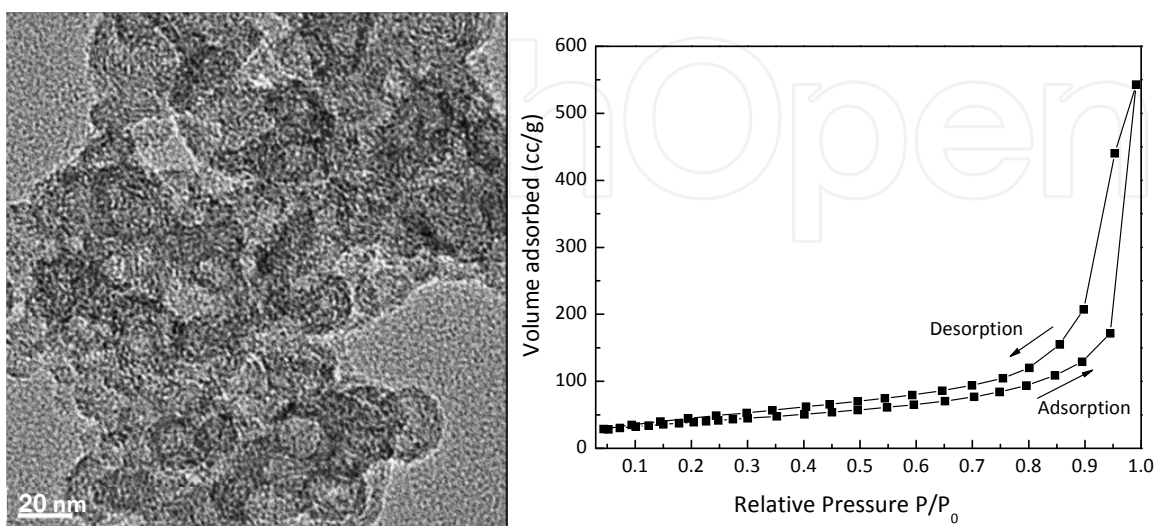 20 nm
hOpen
Volume adsorbed (cc/g)
600
500
400
300
200
100
0
Desorption
Adsorption
0.1 0.2 0.3 0.4 0.5 0.6 0.7 0.8 0.9 1.0
Relative Pressure P/P₀